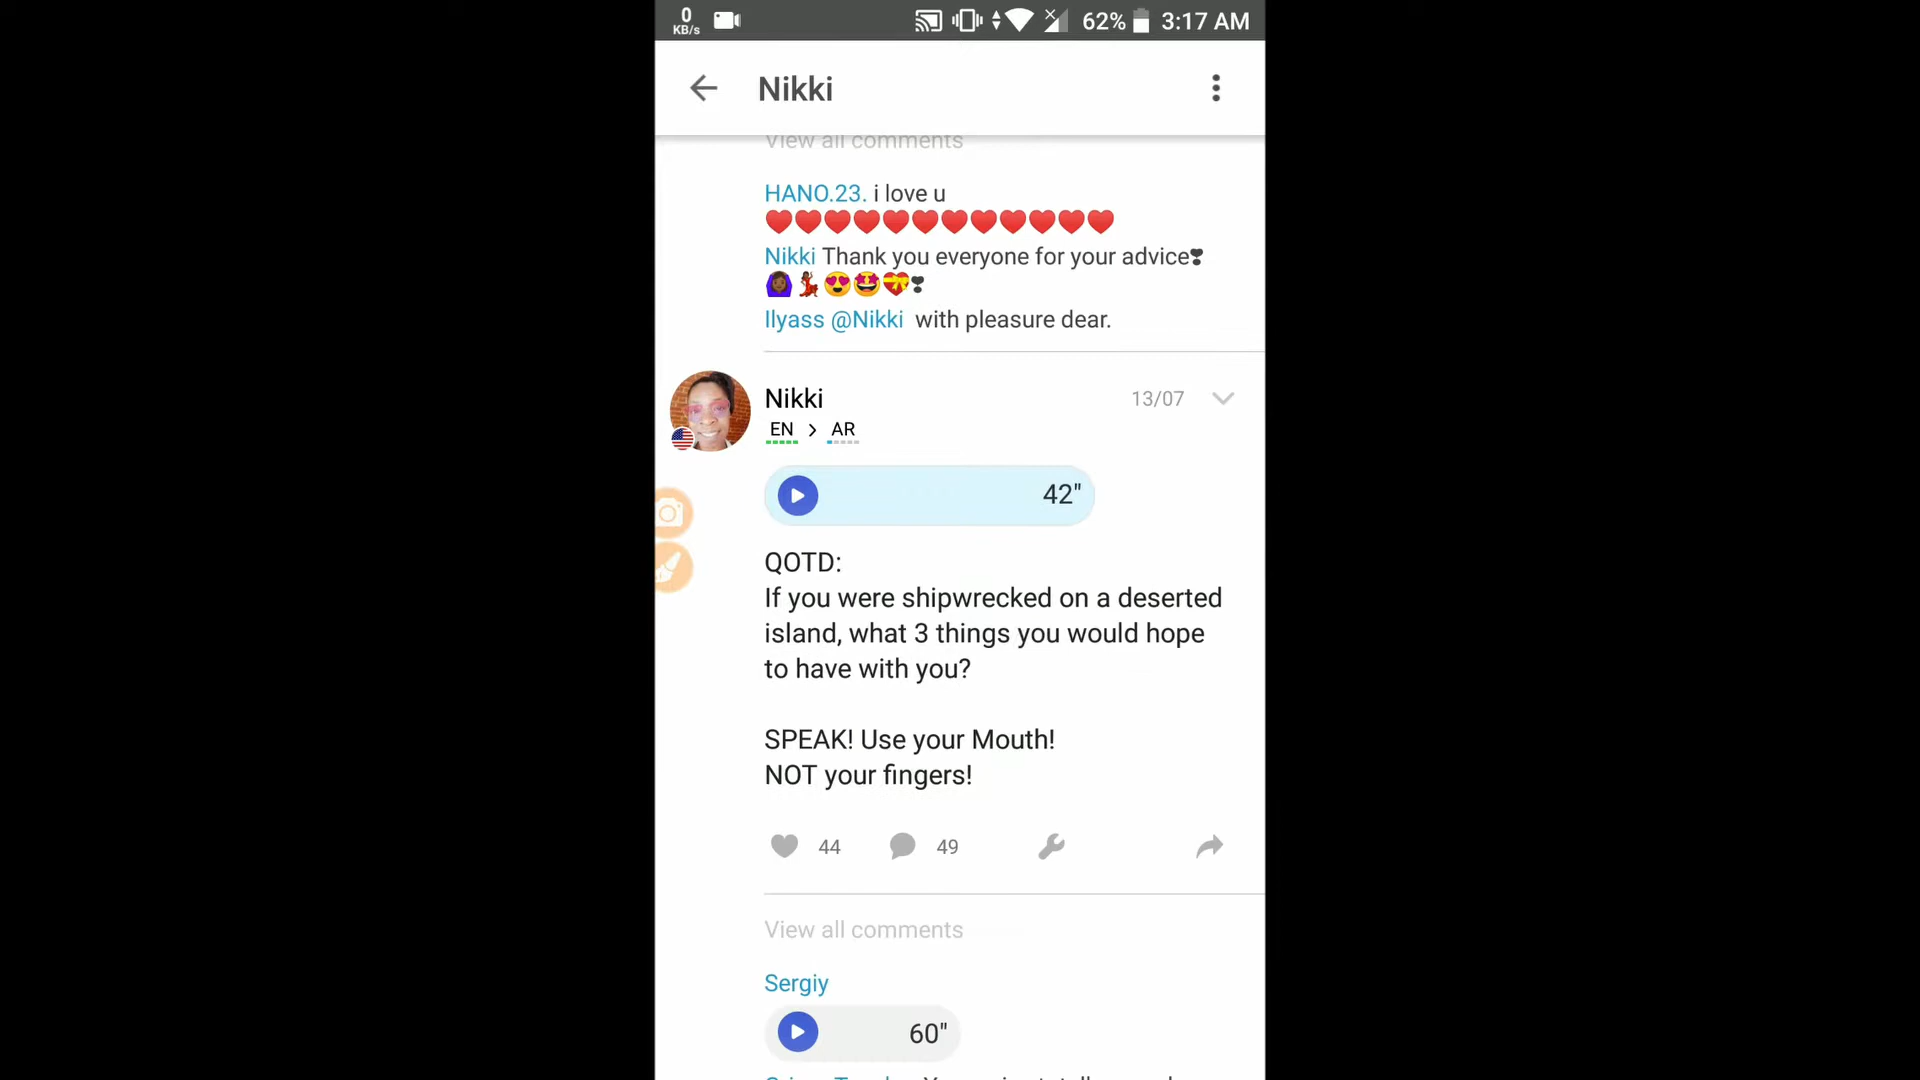 0
KB/s
62%
3:17 AM
Nikki
View all comments
HANO.23. i love u
❤️❤️❤️❤️❤️❤️❤️❤️❤️❤️❤️❤️
Nikki Thank you everyone for your advice❣
🙆🏾‍♀️💃🏾😍🤩💝❣
Ilyass @Nikki with pleasure dear.
Nikki
13/07
EN > AR
42"
QOTD:
If you were shipwrecked on a deserted
island, what 3 things you would hope
to have with you?
SPEAK! Use your Mouth!
NOT your fingers!
44
49
View all comments
Sergiy
60"